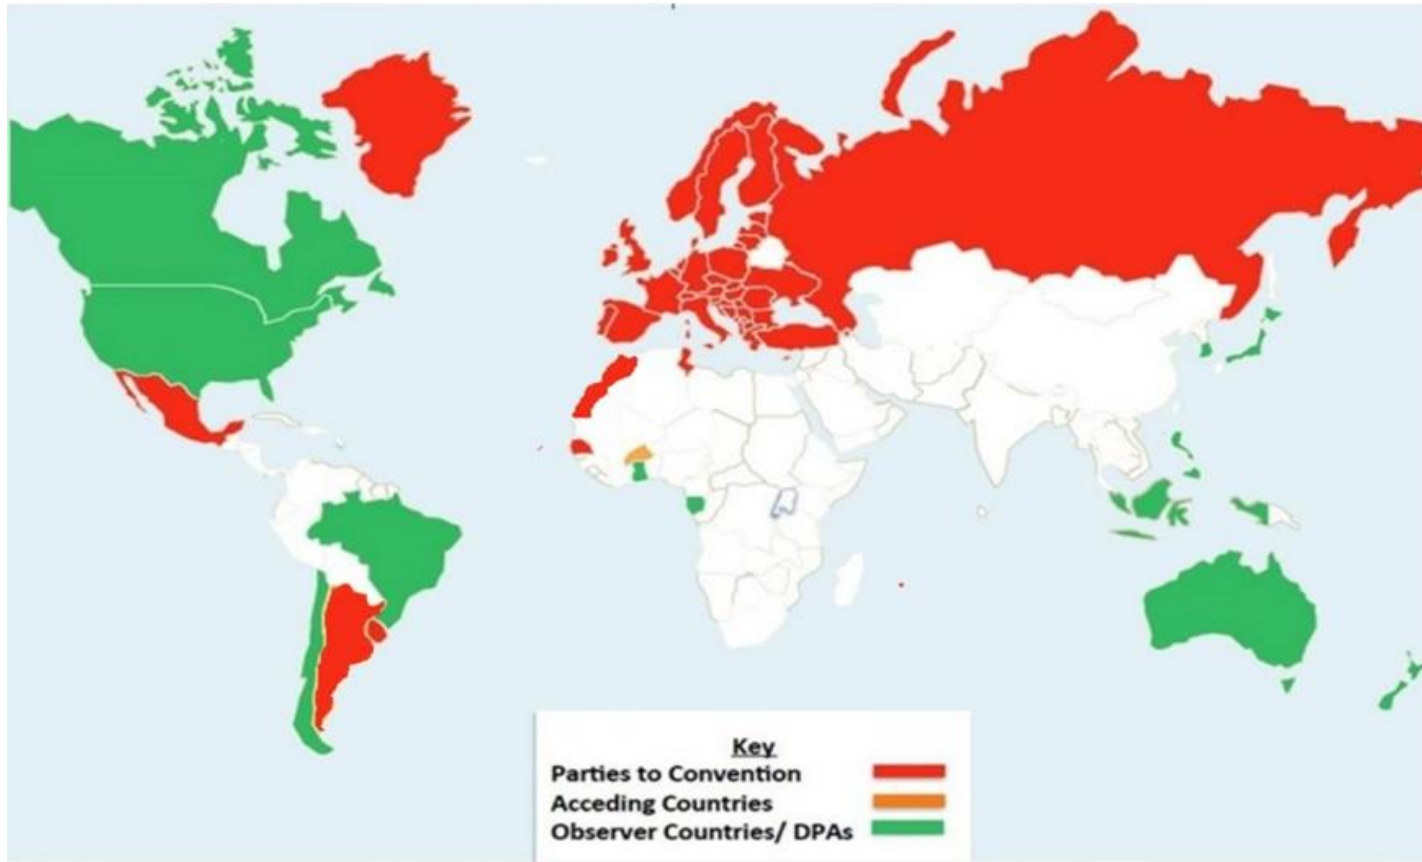 Key
Parties to Convention
Acceding Countries
Observer Countries/ DPAs